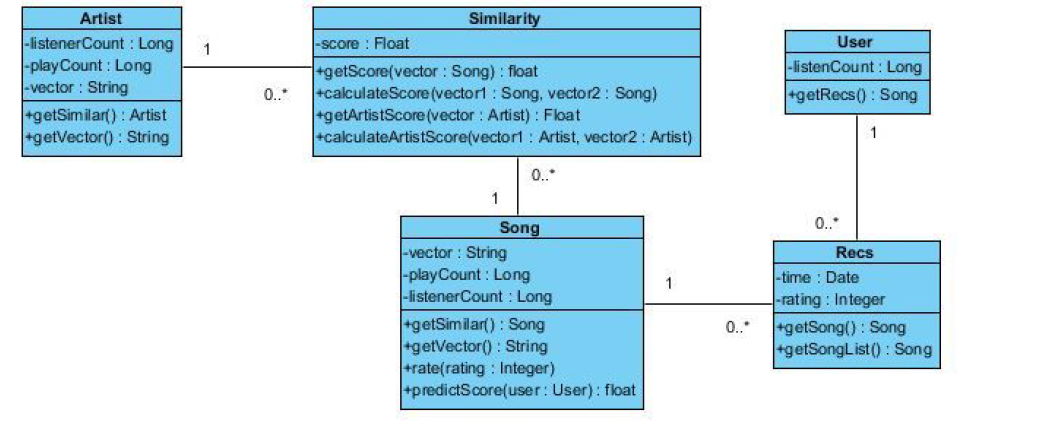 Artist
-listenerCount : Long
-playCount : Long
-vector : String
+getSimilar() : Artist
+getVector() : String
1
0..*
Similarity
-score : Float
+getScore(vector : Song) : float
+calculateScore(vector1 : Song, vector2 : Song)
+getArtistScore(vector : Artist) : Float
+calculateArtistScore(vector1 : Artist, vector2 : Artist)
User
-listenCount : Long
+getRecs() : Song
1
0..*
0..*
1
Song
-vector : String
-playCount : Long
-listenerCount : Long
+getSimilar() : Song
+getVector() : String
+rate(rating : Integer)
+predictScore(user : User) : float
1
0..*
Recs
-time : Date
-rating : Integer
+getSong() : Song
+getSongList() : Song